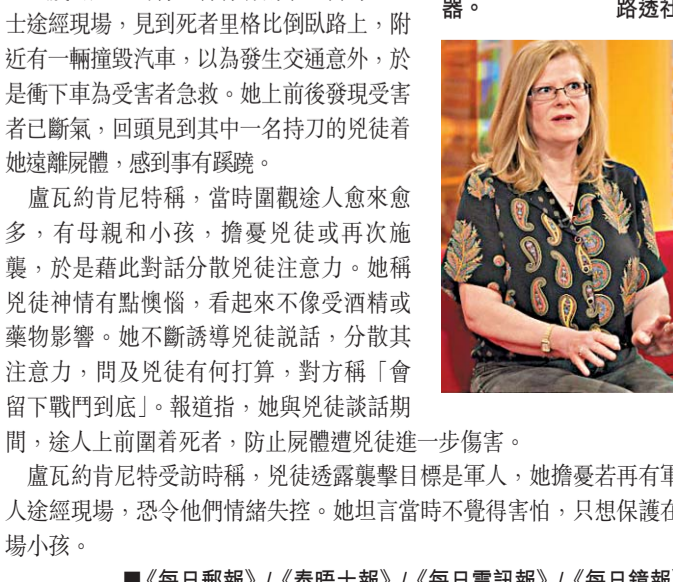 器。 路透社
士途經現場，見到死者里格比倒臥路上，附
近有一輛撞毀汽車，以為發生交通意外，於
是衝下車為受害者急救。她上前後發現受害
者已斷氣，回頭見到其中一名持刀的兇徒着
她遠離屍體，感到事有蹊蹺。
盧瓦約肯尼特稱，當時圍觀途人愈來愈
多，有母親和小孩，擔憂兇徒或再次施
襲，於是藉此對話分散兇徒注意力。她稱
兇徒神情有點懊惱，看起來不像受酒精或
藥物影響。她不斷誘導兇徒說話，分散其
注意力，問及兇徒有何打算，對方稱「會
留下戰鬥到底」。報道指，她與兇徒談話期
間，途人上前圍着死者，防止屍體遭兇徒進一步傷害。
盧瓦約肯尼特受訪時稱，兇徒透露襲擊目標是軍人，她擔憂若再有軍
人途經現場，恐令他們情緒失控。她坦言當時不覺得害怕，只想保護在
場小孩。
■《每日郵報》/《泰晤士報》/《每日電訊報》/《每日鏡報》